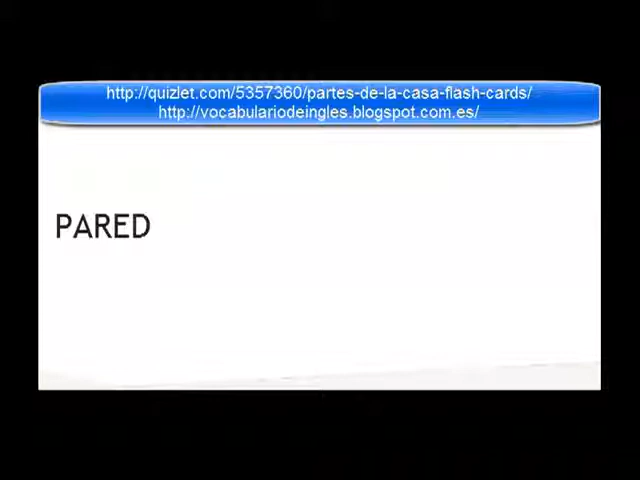 http://quizlet.com/5357360/partes-de-la-casa-flash-cards/
http://vocabulariodeingles.blogspot.com.es/
PARED